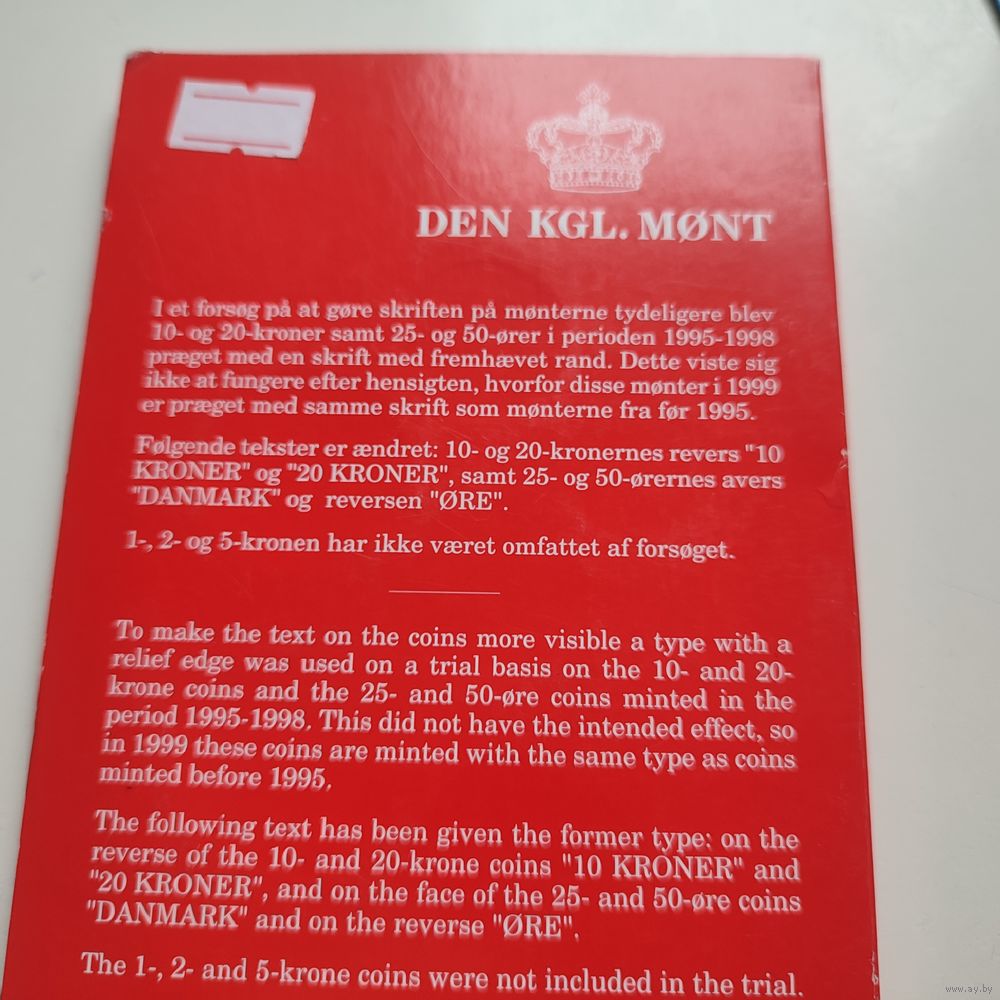 DEN KGL. MØNT
I et forsøg på at gøre skriften på mønterne tydeligere blev
10- og 20-kroner samt 25- og 50-ører i perioden 1995-1998
præget med en skrift med fremhævet rand. Dette viste sig
ikke at fungere efter hensigten, hvorfor disse mønter i 1999
er præget med samme skrift som mønterne fra før 1995.
Følgende tekster er ændret: 10- og 20-kronernes revers "10
KRONER" og "20 KRONER", samt 25- og 50-ørernes avers
"DANMARK" og reversen "ØRE".
1-, 2- og 5-kronen har ikke været omfattet af forsøget.
To make the text on the coins more visible a type with a
relief edge was used on a trial basis on the 10- and 20-
krone coins and the 25- and 50-øre coins minted in the
period 1995-1998. This did not have the intended effect, so
in 1999 these coins are minted with the same type as coins
minted before 1995.
The following text has been given the former type: on the
reverse of the 10- and 20-krone coins "10 KRONER" and
"20 KRONER", and on the face of the 25- and 50-øre coins
"DANMARK" and on the reverse "ØRE".
The 1-, 2- and 5-krone coins were not included in the trial.
www.ay.by